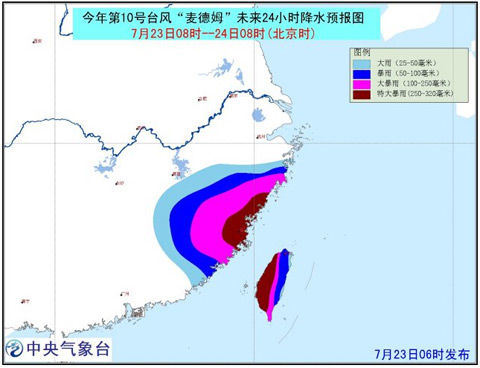 今年第10号台风“麦德姆”未来24小时降水预报图
7月23日08时--24日08时(北京时)
图例
大雨(25-50毫米)
暴雨(50-100毫米)
大暴雨(100-250毫米)
特大暴雨(250-320毫米)
中央气象台
7月23日06时发布